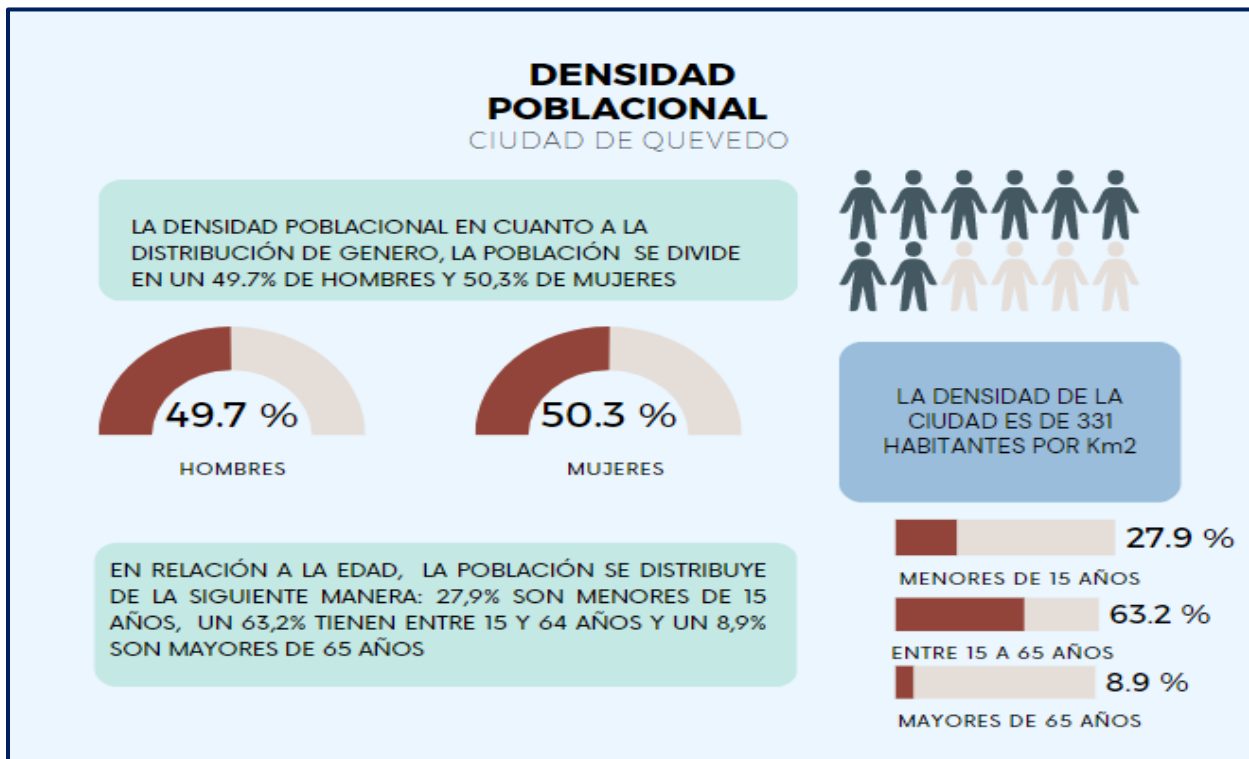 DENSIDAD
POBLACIONAL
CIUDAD DE QUEVEDO
LA DENSIDAD POBLACIONAL EN CUANTO A LA
DISTRIBUCIÓN DE GENERO, LA POBLACIÓN SE DIVIDE
EN UN 49.7% DE HOMBRES Y 50,3% DE MUJERES
49.7 %
HOMBRES
50.3 %
MUJERES
LA DENSIDAD DE LA
CIUDAD ES DE 331
HABITANTES POR Km2
EN RELACIÓN A LA EDAD, LA POBLACIÓN SE DISTRIBUYE
DE LA SIGUIENTE MANERA: 27,9% SON MENORES DE 15
AÑOS, UN 63,2% TIENEN ENTRE 15 Y 64 AÑOS Y UN 8,9%
SON MAYORES DE 65 AÑOS
27.9 %
MENORES DE 15 AÑOS
63.2 %
ENTRE 15 A 65 AÑOS
8.9 %
MAYORES DE 65 AÑOS